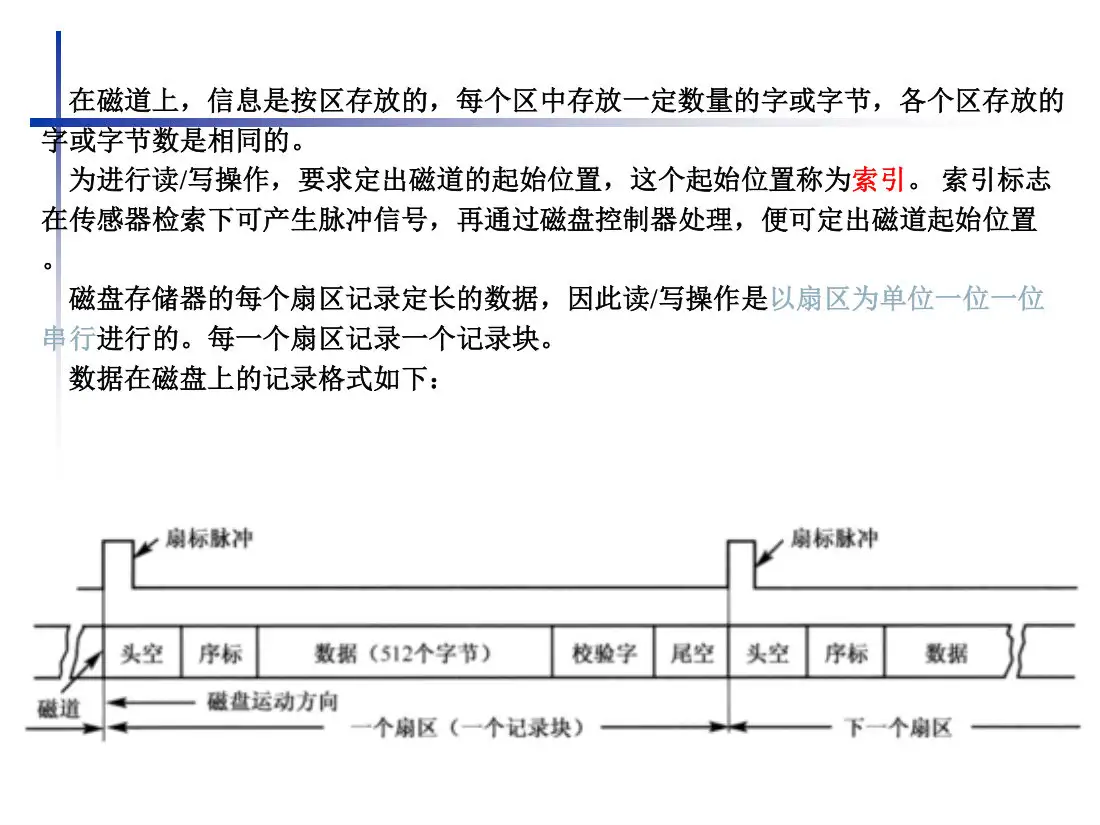 在磁道上，信息是按区存放的，每个区中存放一定数量的字或字节，各个区存放的
字或字节数是相同的。
为进行读/写操作，要求定出磁道的起始位置，这个起始位置称为索引。 索引标志
在传感器检索下可产生脉冲信号，再通过磁盘控制器处理，便可定出磁道起始位置
。
磁盘存储器的每个扇区记录定长的数据，因此读/写操作是以扇区为单位一位一位
串行进行的。每一个扇区记录一个记录块。
数据在磁盘上的记录格式如下：
扇标脉冲 扇标脉冲
头空 序标 数据（512个字节） 校验字 尾空 头空 序标 数据
磁道 磁盘运动方向
一个扇区（一个记录块） 下一个扇区